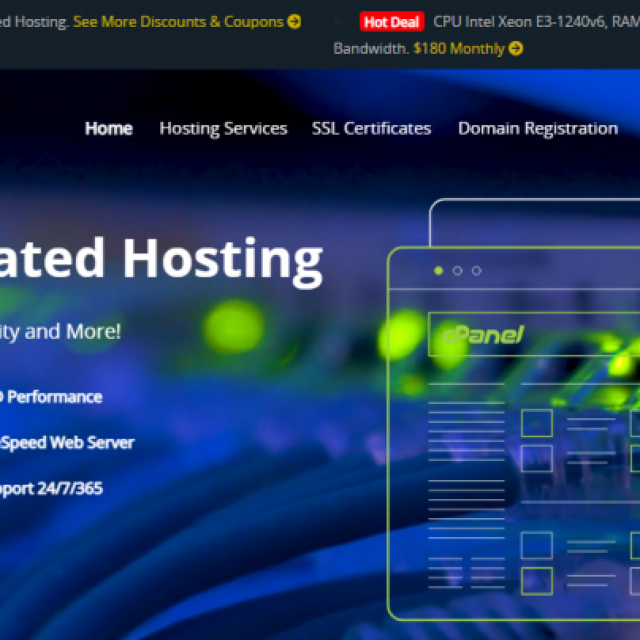 ed Hosting. See More Discounts & Coupons
Hot Deal CPU Intel Xeon E3-1240v6, RAM
Bandwidth. $180 Monthly
Home Hosting Services SSL Certificates Domain Registration
ated Hosting
ity and More!
Performance
Speed Web Server
port 24/7/365
cPanel